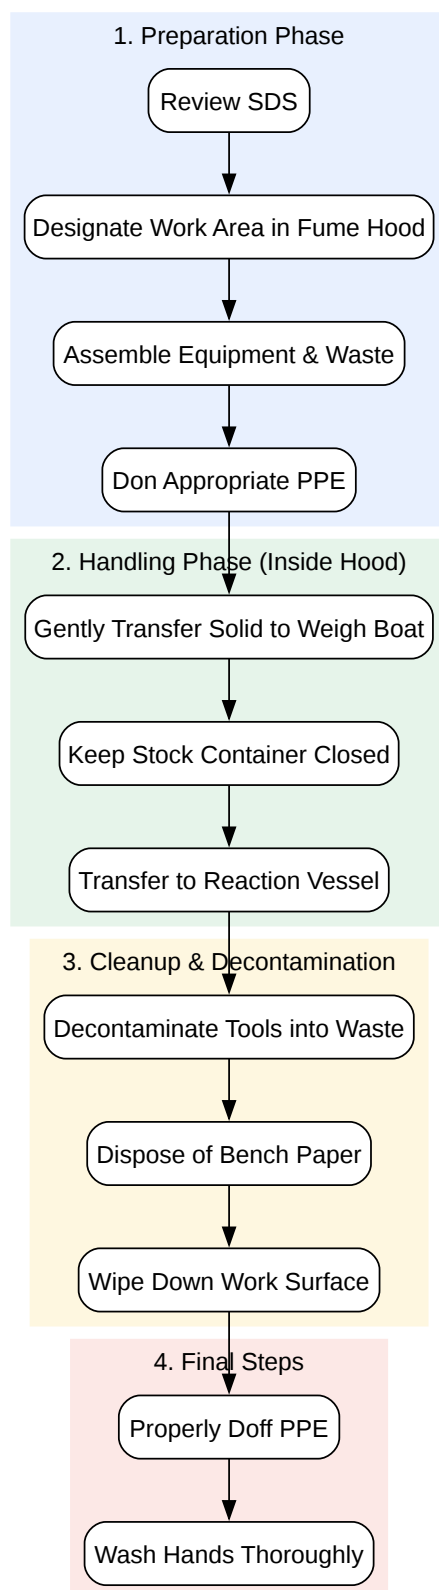 1. Preparation Phase
Review SDS
Designate Work Area in Fume Hood
Assemble Equipment & Waste
Don Appropriate PPE
2. Handling Phase (Inside Hood)
Gently Transfer Solid to Weigh Boat
Keep Stock Container Closed
Transfer to Reaction Vessel
3. Cleanup & Decontamination
Decontaminate Tools into Waste
Dispose of Bench Paper
Wipe Down Work Surface
4. Final Steps
Properly Doff PPE
Wash Hands Thoroughly